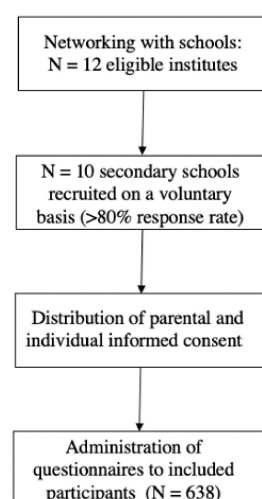 Networking with schools:
N = 12 eligible institutes
N = 10 secondary schools
recruited on a voluntary
basis (>80% response rate)
Distribution of parental and
individual informed consent
Administration of
questionnaires to included
participants (N = 638)